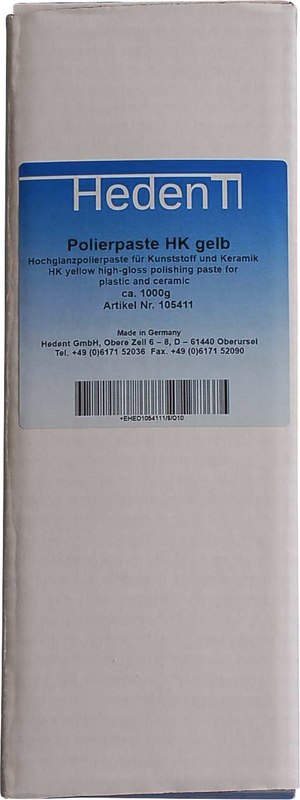 Hedent
Polierpaste HK gelb
Hochglanzpolierpaste für Kunststoff und Keramik
HK yellow high-gloss polishing paste for
plastic and ceramic
ca. 1000g
Artikel Nr. 105411
Made in Germany
Hedent GmbH, Obere Zeil 6 – 8, D – 61440 Oberursel
Tel. +49 (0)6171 52036 Fax. +49 (0)6171 52090
+EHED1054111/$/Q10